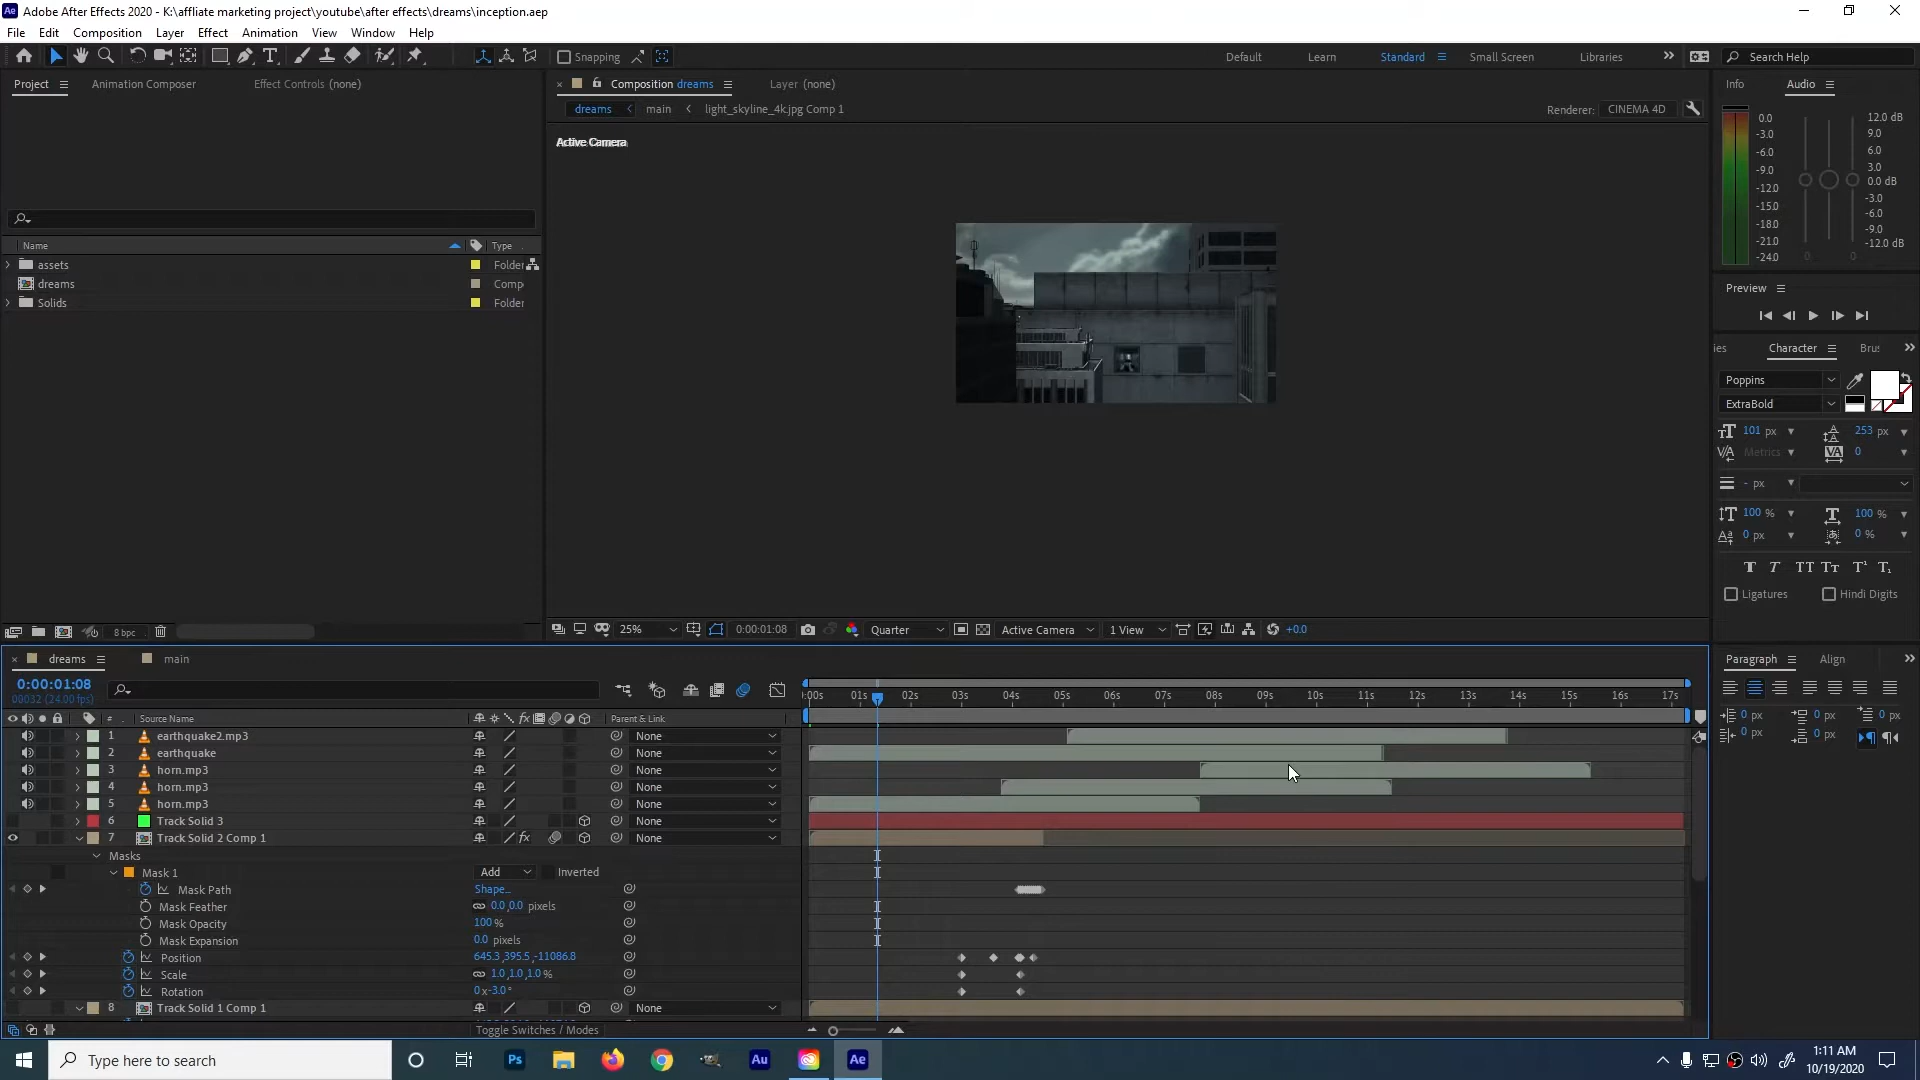 Adobe After Effects 2020 - K:\affliate marketing project\youtube\after effects\dreams\inception.aep
File Edit Composition Layer Effect Animation View Window Help
Snapping
Default Learn Standard Small Screen Libraries
Search Help
Project Animation Composer Effect Controls (none)
Composition dreams Layer (none)
dreams main light_skyline_4k.jpg Comp 1
Renderer: CINEMA 4D
Active Camera
Name Type
assets Folder
dreams Comp
Solids Folder
8 bpc
25% 0:00:01:08 Quarter Active Camera 1 View +0.0
Info Audio
0.0
-3.0
-6.0
-9.0
-12.0
-15.0
-18.0
-21.0
-24.0
12.0 dB
9.0
6.0
3.0
0.0 dB
-3.0
-6.0
-9.0
-12.0 dB
0 0
Preview
ies Character Brus
Poppins
ExtraBold
101 px 253 px
Metrics 0
- px
100 % 100 %
0 px 0 %
Ligatures Hindi Digits
Paragraph Align
0 px 0 px 0 px
0 px 0 px
dreams main
0:00:01:08
00032 (24.00 fps)
:00s 01s 02s 03s 04s 05s 06s 07s 08s 09s 10s 11s 12s 13s 14s 15s 16s 17s
# Source Name fx Parent & Link
1 earthquake2.mp3 None
2 earthquake None
3 horn.mp3 None
4 horn.mp3 None
5 horn.mp3 None
6 Track Solid 3 None
7 Track Solid 2 Comp 1 fx None
Masks
Mask 1 Add Inverted
Mask Path Shape...
Mask Feather 0.0,0.0 pixels
Mask Opacity 100 %
Mask Expansion 0.0 pixels
Position 645.3,395.5,-11086.8
Scale 1.0,1.0,1.0 %
Rotation 0x-3.0°
8 Track Solid 1 Comp 1 None
Toggle Switches / Modes
Type here to search
Ps Au Ae
1:11 AM
10/19/2020